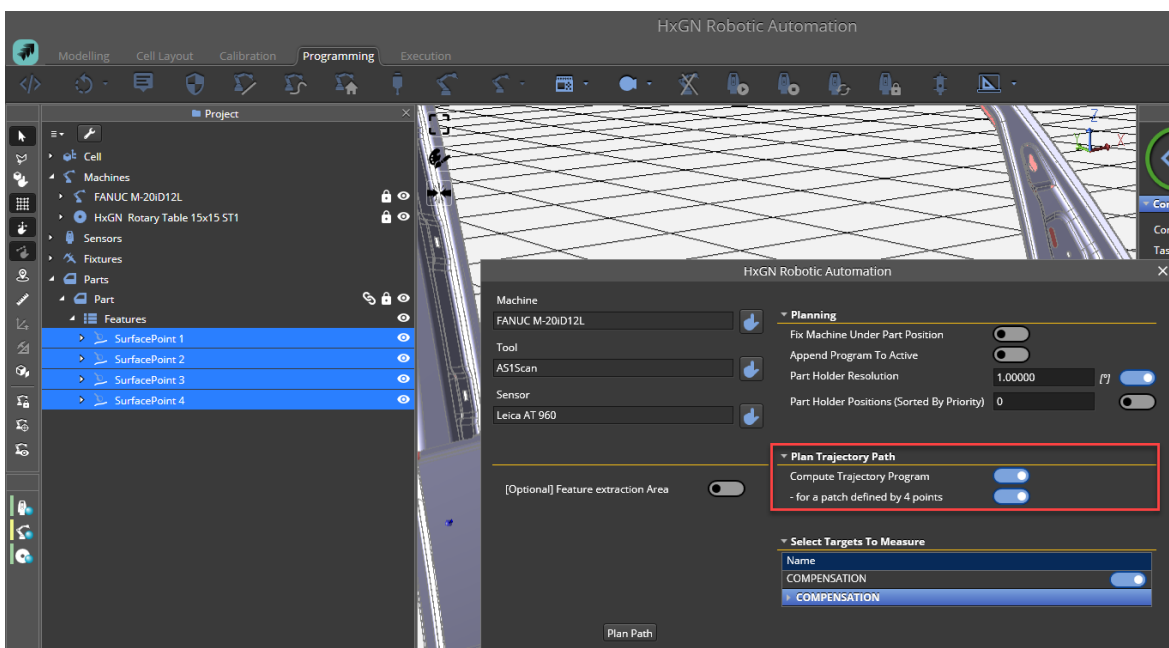 HxGN Robotic Automation
Modelling Cell Layout Calibration Programming Execution
Project
Cell
Machines
FANUC M-20iD12L
HxGN Rotary Table 15x15 ST1
Sensors
Fixtures
Parts
Part
Features
SurfacePoint 1
SurfacePoint 2
SurfacePoint 3
SurfacePoint 4
Z
X
Con
Tas
HxGN Robotic Automation
Machine
FANUC M-20iD12L
Tool
AS1Scan
Sensor
Leica AT 960
[Optional] Feature extraction Area
Planning
Fix Machine Under Part Position
Append Program To Active
Part Holder Resolution 1.00000 [°]
Part Holder Positions (Sorted By Priority) 0
Plan Trajectory Path
Compute Trajectory Program
- for a patch defined by 4 points
Select Targets To Measure
Name
COMPENSATION
COMPENSATION
Plan Path